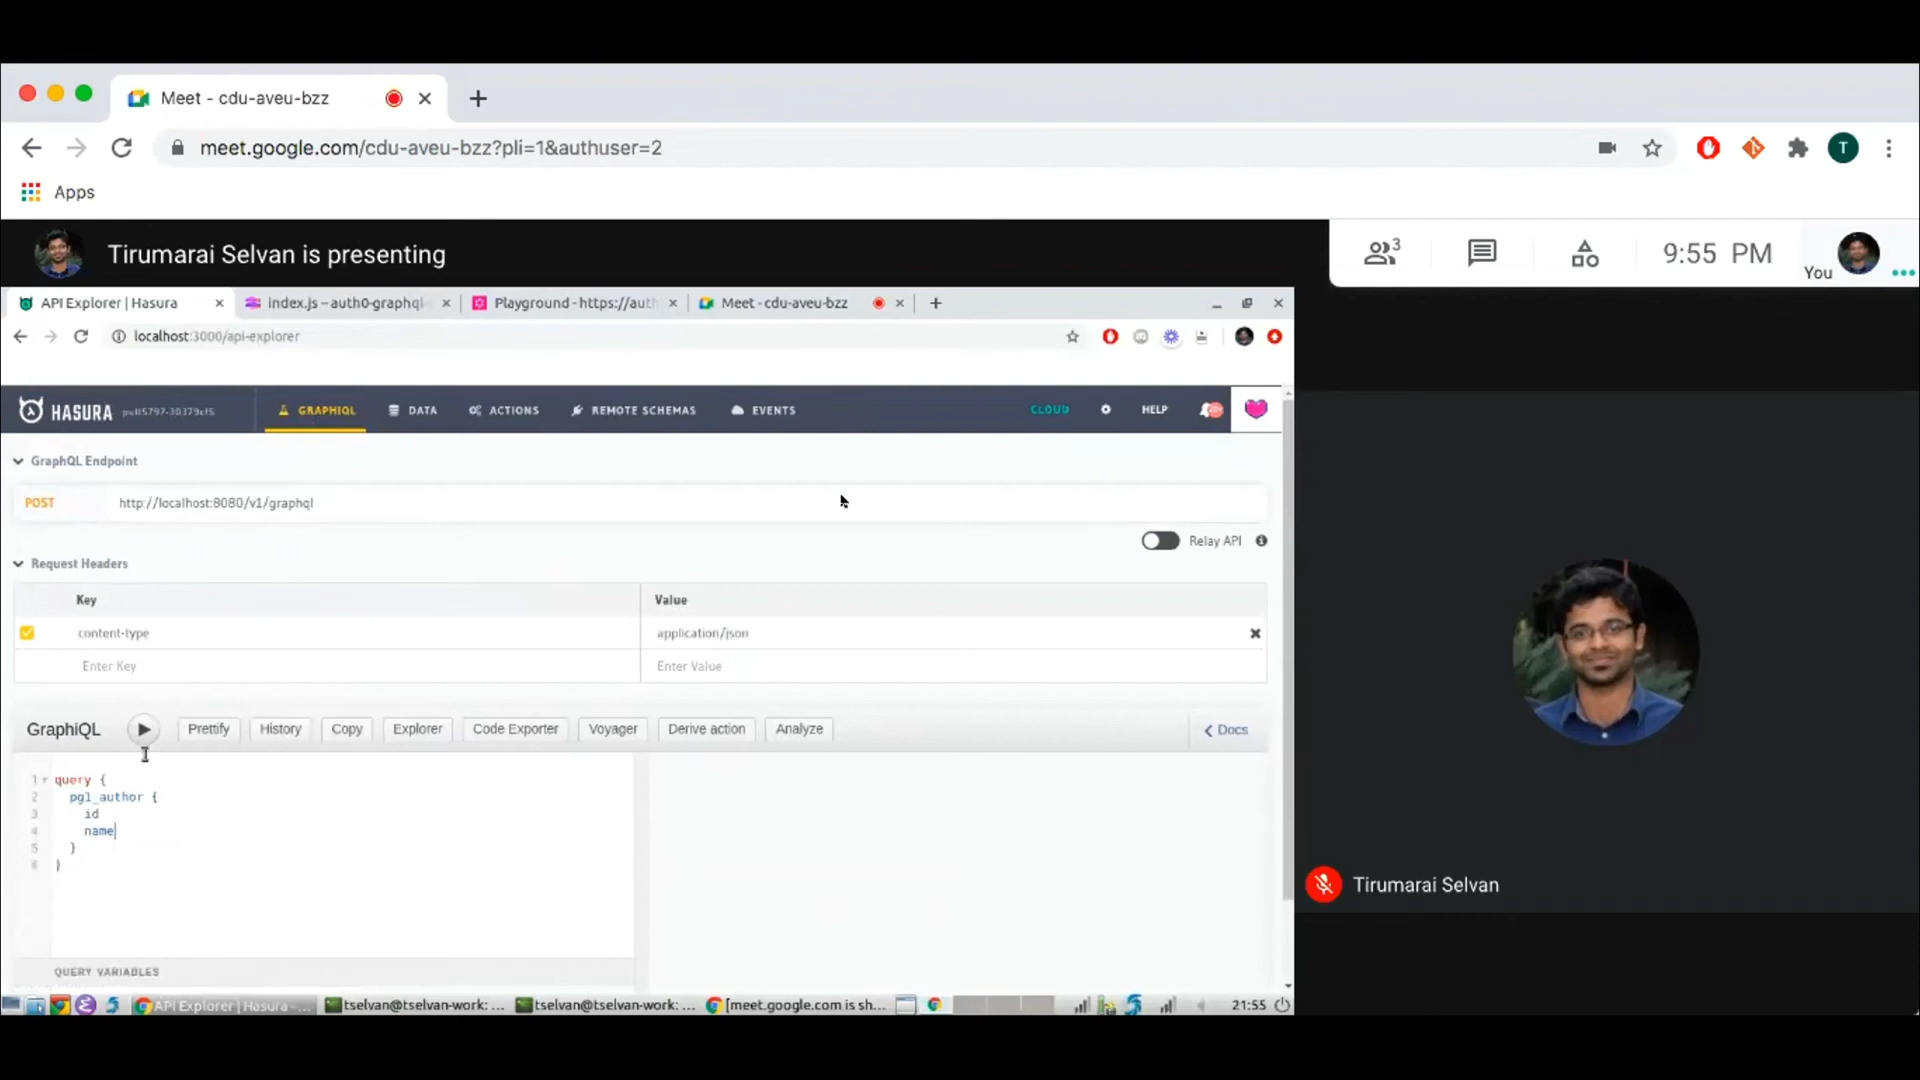 Meet - cdu-aveu-bzz
meet.google.com/cdu-aveu-bzz?pli=1&authuser=2
T
Apps
Tirumarai Selvan is presenting
3
9:55 PM
You
API Explorer | Hasura
index.js – auth0-graphql-
Playground - https://auth
Meet - cdu-aveu-bzz
localhost:3000/api-explorer
HASURA
GRAPHIQL
DATA
ACTIONS
REMOTE SCHEMAS
EVENTS
CLOUD
HELP
GraphQL Endpoint
POST
http://localhost:8080/v1/graphql
Relay API
Request Headers
Key
Value
content-type
application/json
Enter Key
Enter Value
GraphiQL
Prettify
History
Copy
Explorer
Code Exporter
Voyager
Derive action
Analyze
Docs
1 query {
2 pg1_author {
3 id
4 name
5 }
6 }
QUERY VARIABLES
Tirumarai Selvan
API Explorer | Hasura - ...
tselvan@tselvan-work: ...
tselvan@tselvan-work: ...
[meet.google.com is sh...
21:55